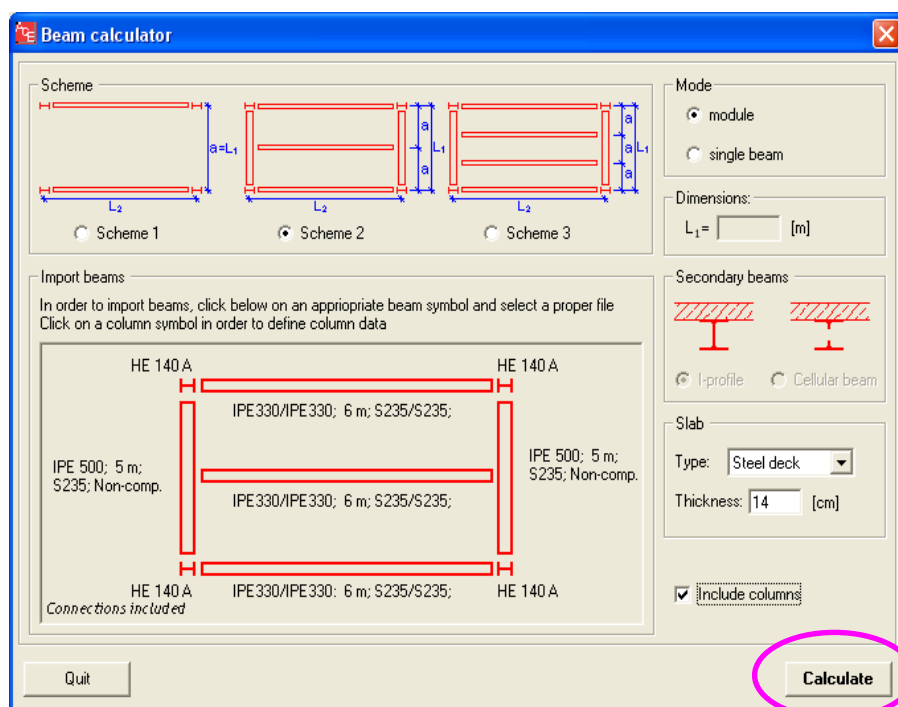 Beam calculator
Scheme
a=L₁
L₂
a
a
L₁
L₂
a
a
a
L₁
L₂
Scheme 1
Scheme 2
Scheme 3
Mode
module
single beam
Dimensions:
L₁= [m]
Import beams
In order to import beams, click below on an appriopriate beam symbol and select a proper file
Click on a column symbol in order to define column data
HE 140 A
HE 140 A
IPE330/IPE330; 6 m; S235/S235;
IPE 500; 5 m;
S235; Non-comp.
IPE 500; 5 m;
S235; Non-comp.
IPE330/IPE330; 6 m; S235/S235;
HE 140 A
IPE330/IPE330: 6 m; S235/S235;
HE 140 A
Connections included
Secondary beams
I-profile
Cellular beam
Slab
Type: Steel deck
Thickness: 14 [cm]
Include columns
Quit
Calculate